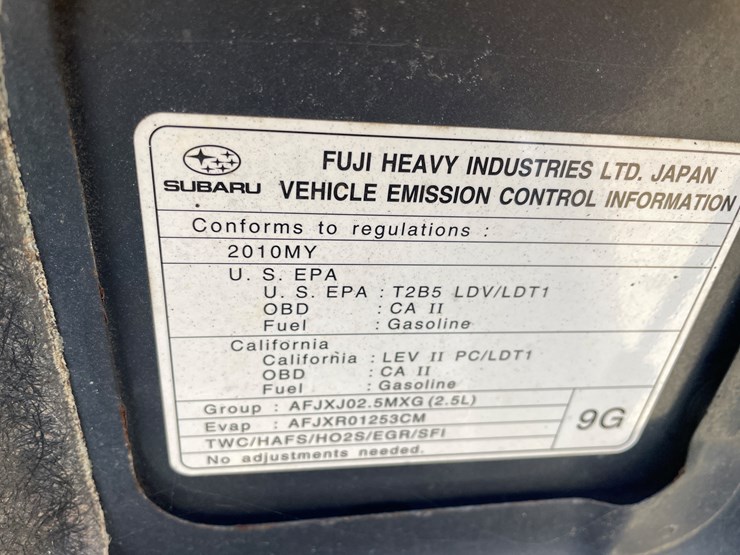 FUJI HEAVY INDUSTRIES LTD. JAPAN
SUBARU VEHICLE EMISSION CONTROL INFORMATION
Conforms to regulations :
2010MY
U. S. EPA
U. S. EPA : T2B5 LDV/LDT1
OBD : CA II
Fuel : Gasoline
California
California : LEV II PC/LDT1
OBD : CA II
Fuel : Gasoline
Group : AFJXJ02.5MXG (2.5L)
Evap : AFJXR01253CM
TWC/HAFS/HO2S/EGR/SFI
No adjustments needed.
9G